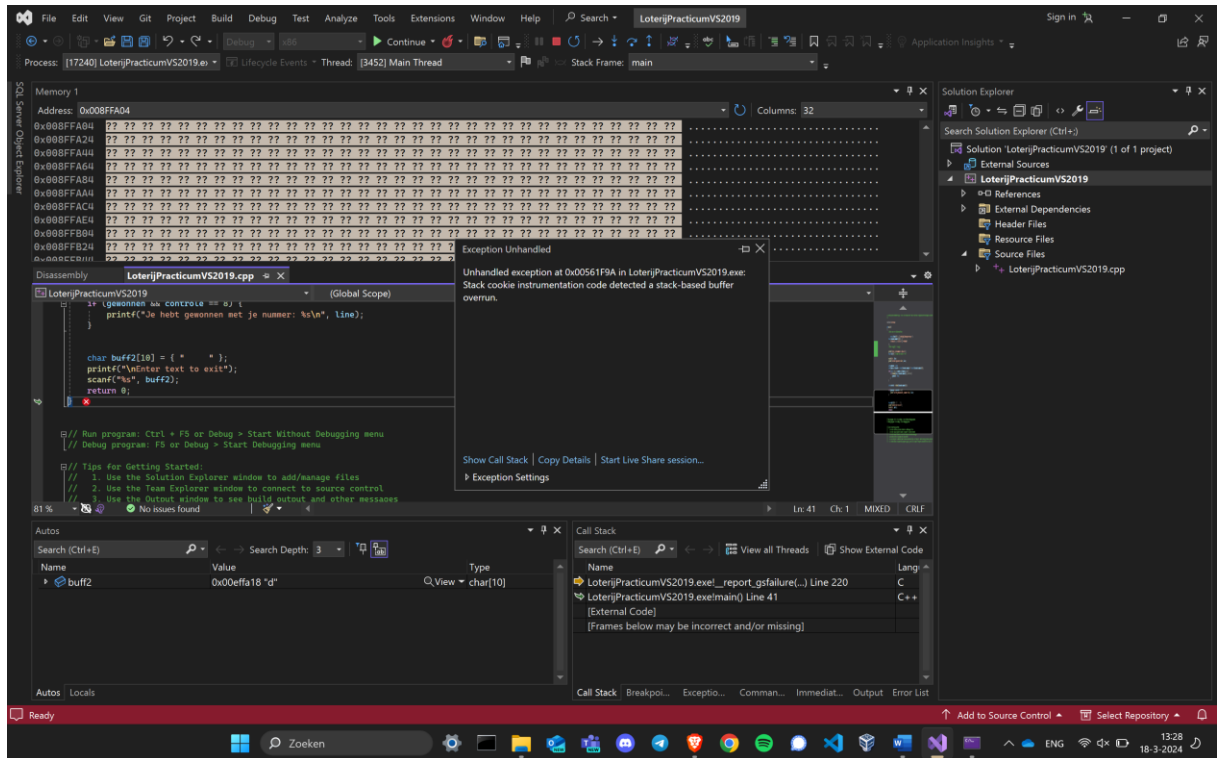 File Edit View Git Project Build Debug Test Analyze Tools Extensions Window Help Search LoterijPracticumVS2019 Sign in
Debug x86 Continue Application Insights
Process: [17240] LoterijPracticumVS2019.ex Lifecycle Events Thread: [3452] Main Thread Stack Frame: main
SQL Server Object Explorer
Memory 1
Address: 0x008FFA04 Columns: 32
0x008FFA04 ?? ?? ?? ?? ?? ?? ?? ?? ?? ?? ?? ?? ?? ?? ?? ?? ?? ?? ?? ?? ?? ?? ?? ?? ?? ?? ?? ?? ?? ?? ?? ?? ................................
0x008FFA24 ?? ?? ?? ?? ?? ?? ?? ?? ?? ?? ?? ?? ?? ?? ?? ?? ?? ?? ?? ?? ?? ?? ?? ?? ?? ?? ?? ?? ?? ?? ?? ?? ................................
0x008FFA44 ?? ?? ?? ?? ?? ?? ?? ?? ?? ?? ?? ?? ?? ?? ?? ?? ?? ?? ?? ?? ?? ?? ?? ?? ?? ?? ?? ?? ?? ?? ?? ?? ................................
0x008FFA64 ?? ?? ?? ?? ?? ?? ?? ?? ?? ?? ?? ?? ?? ?? ?? ?? ?? ?? ?? ?? ?? ?? ?? ?? ?? ?? ?? ?? ?? ?? ?? ?? ................................
0x008FFA84 ?? ?? ?? ?? ?? ?? ?? ?? ?? ?? ?? ?? ?? ?? ?? ?? ?? ?? ?? ?? ?? ?? ?? ?? ?? ?? ?? ?? ?? ?? ?? ?? ................................
0x008FFAA4 ?? ?? ?? ?? ?? ?? ?? ?? ?? ?? ?? ?? ?? ?? ?? ?? ?? ?? ?? ?? ?? ?? ?? ?? ?? ?? ?? ?? ?? ?? ?? ?? ................................
0x008FFAC4 ?? ?? ?? ?? ?? ?? ?? ?? ?? ?? ?? ?? ?? ?? ?? ?? ?? ?? ?? ?? ?? ?? ?? ?? ?? ?? ?? ?? ?? ?? ?? ?? ................................
0x008FFAE4 ?? ?? ?? ?? ?? ?? ?? ?? ?? ?? ?? ?? ?? ?? ?? ?? ?? ?? ?? ?? ?? ?? ?? ?? ?? ?? ?? ?? ?? ?? ?? ?? ................................
0x008FFB04 ?? ?? ?? ?? ?? ?? ?? ?? ?? ?? ?? ?? ?? ?? ?? ?? ?? ?? ?? ?? ?? ?? ?? ?? ?? ?? ?? ?? ?? ?? ?? ?? ................................
0x008FFB24 ?? ?? ?? ?? ?? ?? ?? ?? ?? ?? ?? ?? ?? ?? ?? ?? ?? ?? ??
Disassembly LoterijPracticumVS2019.cpp
LoterijPracticumVS2019 (Global Scope)
if (gewonnen && controle == 8) {
printf("Je hebt gewonnen met je nummer: %s\n", line);
}
char buff2[10] = { "     " };
printf("\nEnter text to exit");
scanf("%s", buff2);
return 0;
}
// Run program: Ctrl + F5 or Debug > Start Without Debugging menu
// Debug program: F5 or Debug > Start Debugging menu
// Tips for Getting Started:
//   1. Use the Solution Explorer window to add/manage files
//   2. Use the Team Explorer window to connect to source control
//   3. Use the Output window to see build output and other messages
81 % No issues found Ln: 41 Ch: 1 MIXED CRLF
Exception Unhandled
Unhandled exception at 0x00561F9A in LoterijPracticumVS2019.exe:
Stack cookie instrumentation code detected a stack-based buffer
overrun.
Show Call Stack | Copy Details | Start Live Share session...
Exception Settings
Solution Explorer
Search Solution Explorer (Ctrl+;)
Solution 'LoterijPracticumVS2019' (1 of 1 project)
External Sources
LoterijPracticumVS2019
References
External Dependencies
Header Files
Resource Files
Source Files
LoterijPracticumVS2019.cpp
Autos
Search (Ctrl+E) Search Depth: 3
Name Value Type
buff2 0x00effa18 "d" View char[10]
Autos Locals
Call Stack
Search (Ctrl+E) View all Threads Show External Code
Name Lang
LoterijPracticumVS2019.exe!__report_gsfailure(...) Line 220 C
LoterijPracticumVS2019.exe!main() Line 41 C++
[External Code]
[Frames below may be incorrect and/or missing]
Call Stack Breakpoi... Exceptio... Comman... Immediat... Output Error List
Ready Add to Source Control Select Repository
Zoeken ENG 13:28
18-3-2024